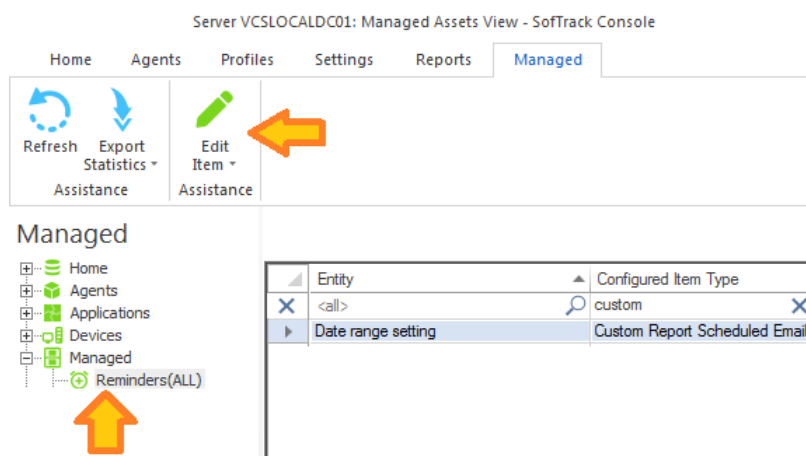 Server VCSLOCALDC01: Managed Assets View - SofTrack Console
Home Agents Profiles Settings Reports Managed
Refresh Export Statistics Edit Item
Assistance Assistance
Managed
Home
Agents
Applications
Devices
Managed
Reminders(ALL)
Entity Configured Item Type
<all> custom
Date range setting Custom Report Scheduled Email